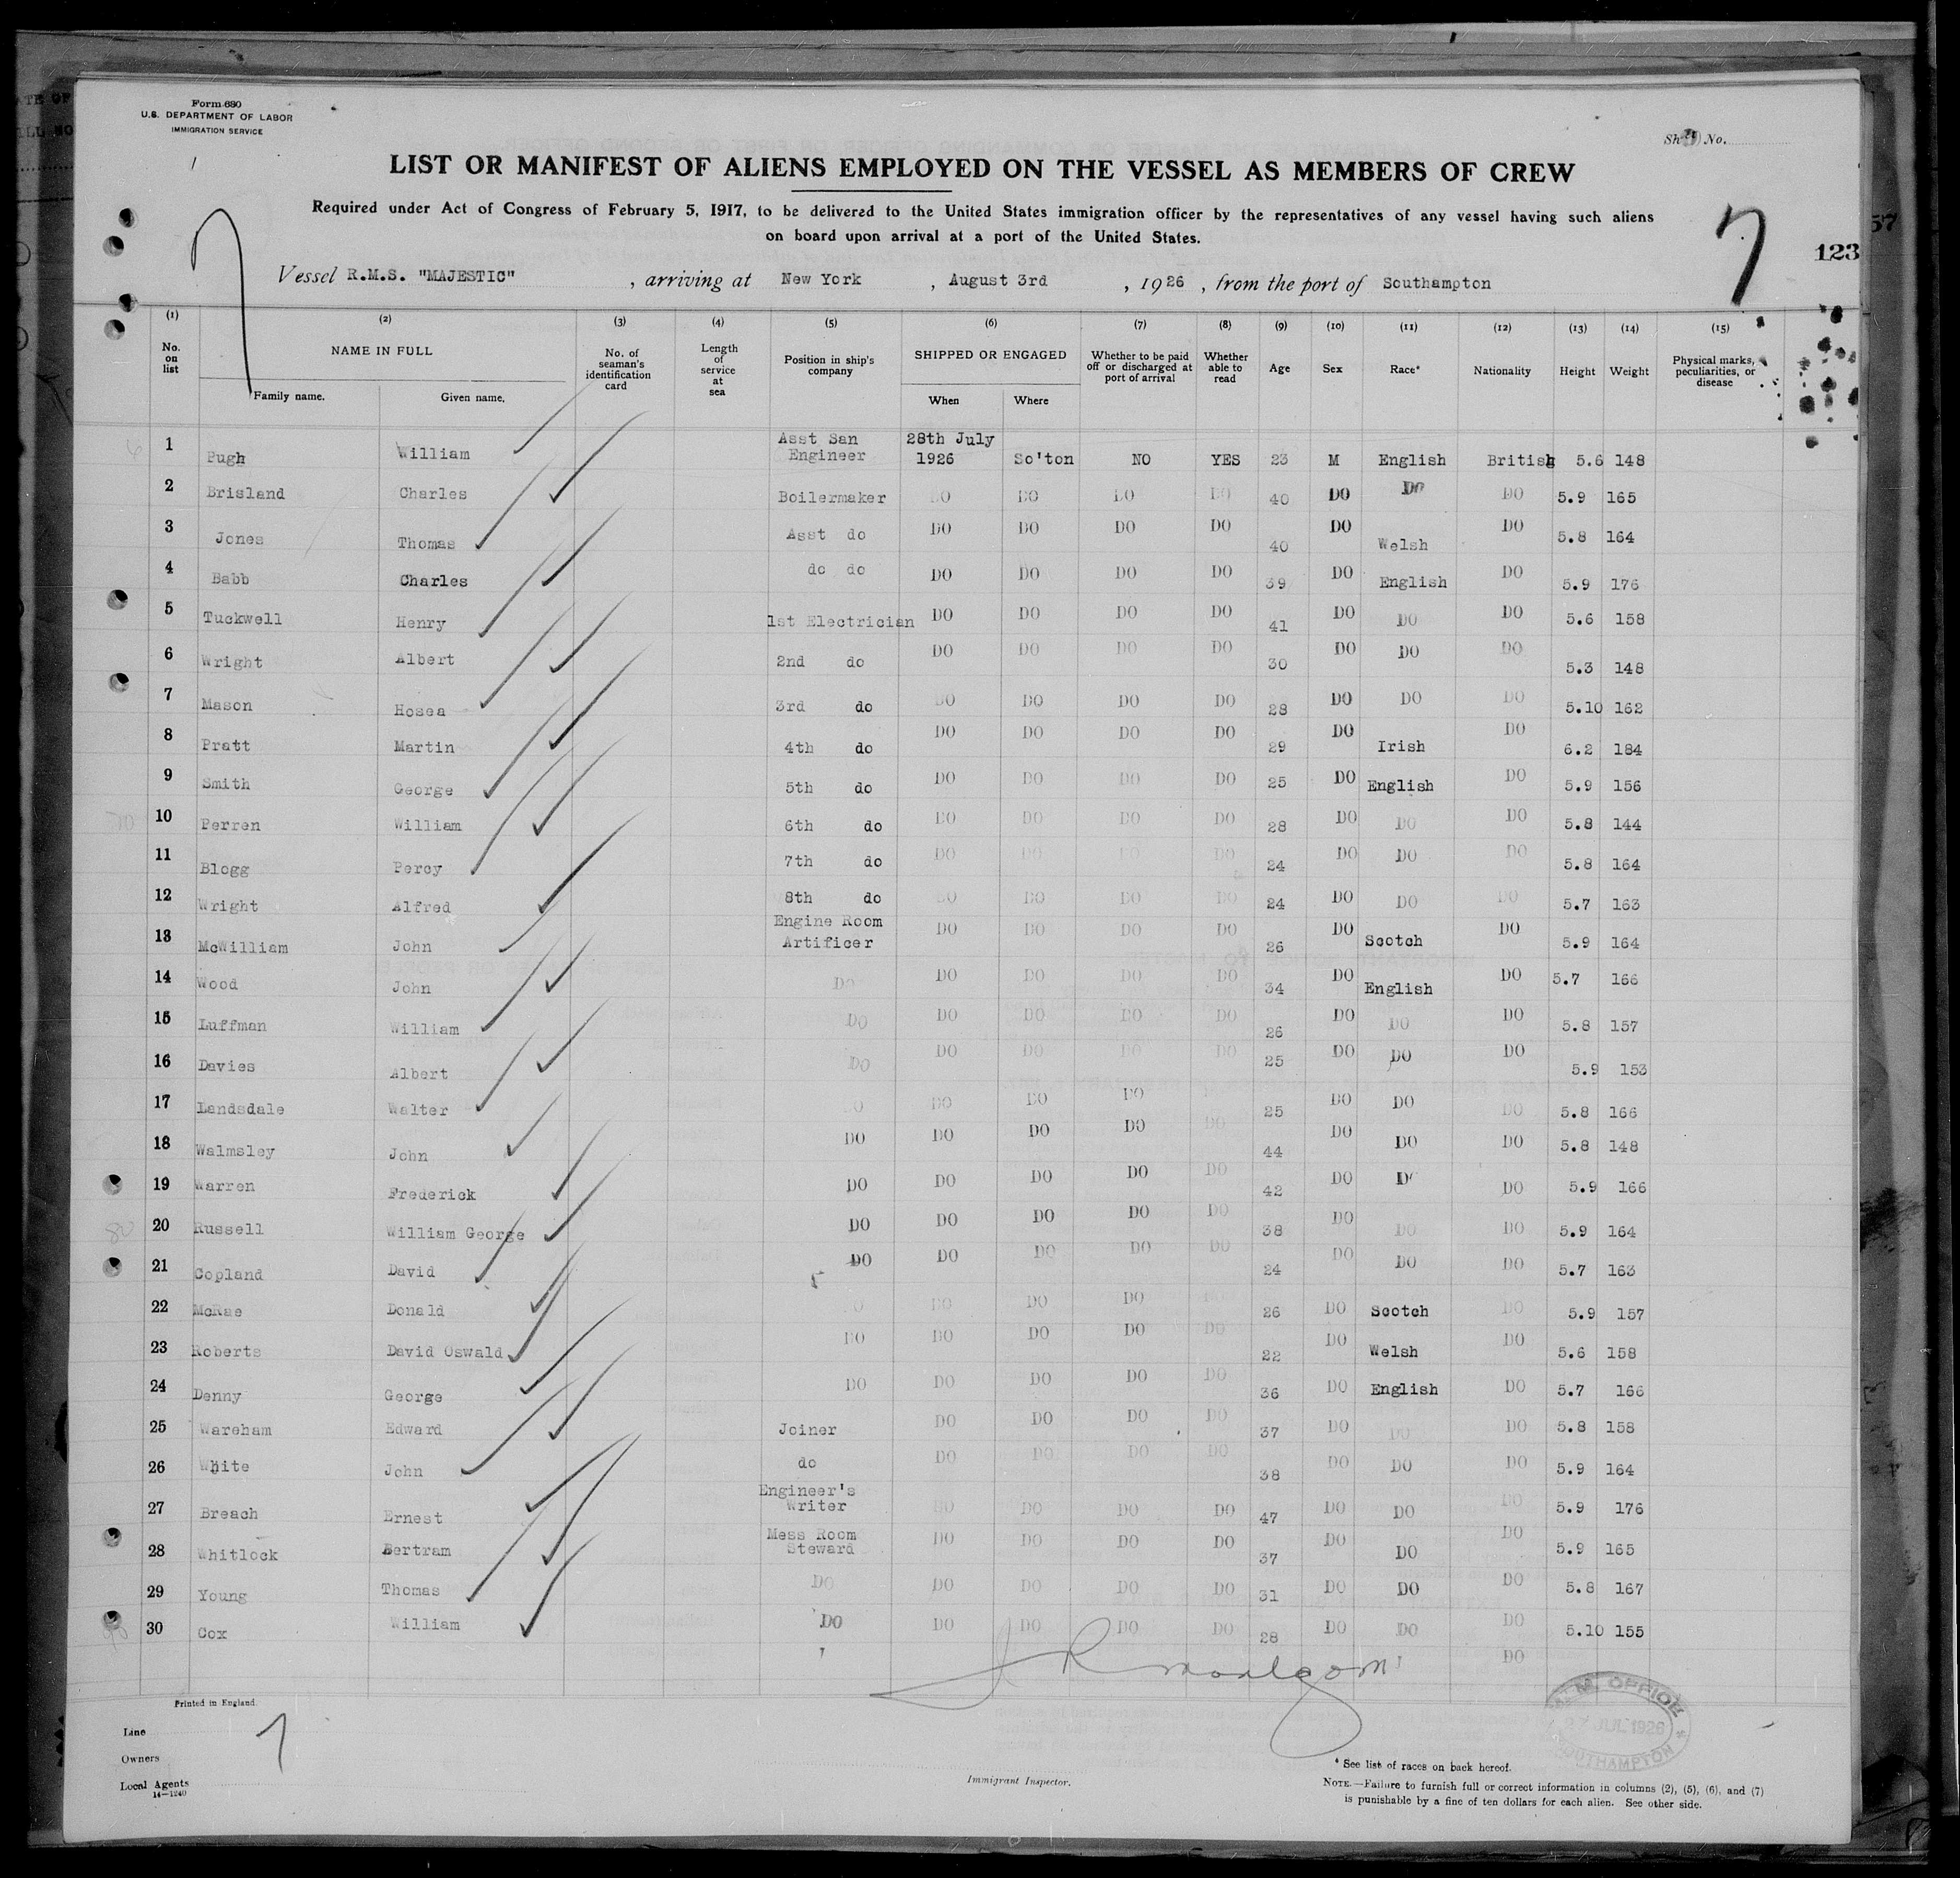 Form 680
U.S. DEPARTMENT OF LABOR
IMMIGRATION SERVICE
No.
LIST OR MANIFEST OF ALIENS EMPLOYED ON THE VESSEL AS MEMBERS OF CREW
Required under Act of Congress of February 5, 1917, to be delivered to the United States immigration officer by the representatives of any vessel having such aliens
on board upon arrival at a port of the United States.
7 7 123
Vessel R.M.S. "MAJESTIC" , arriving at New York , August 3rd , 1926 , from the port of Southampton
(1) (2) (3) (4) (5) (6) (7) (8) (9) (10) (11) (12) (13) (14) (15)
No. on list NAME IN FULL No. of seaman's identification card Length of service at sea Position in ship's company SHIPPED OR ENGAGED Whether to be paid off or discharged at port of arrival Whether able to read Age Sex Race* Nationality Height Weight Physical marks, peculiarities, or disease
Family name. Given name. When Where
1 Pugh William Asst San Engineer 28th July 1926 So'ton NO YES 23 M English British 5.6 148
2 Brisland Charles Boilermaker DO DO DO DO 40 DO DO DO 5.9 165
3 Jones Thomas Asst do DO DO DO DO 40 DO Welsh DO 5.8 164
4 Babb Charles do do DO DO DO DO 39 DO English DO 5.9 176
5 Tuckwell Henry 1st Electrician DO DO DO DO 41 DO DO DO 5.6 158
6 Wright Albert 2nd do DO DO DO DO 30 DO DO DO 5.3 148
7 Mason Hosea 3rd do DO DO DO DO 28 DO DO DO 5.10 162
8 Pratt Martin 4th do DO DO DO DO 29 DO Irish DO 6.2 184
9 Smith George 5th do DO DO DO DO 25 DO English DO 5.9 156
10 Perren William 6th do DO DO DO DO 28 DO DO DO 5.8 144
11 Blogg Percy 7th do DO DO DO DO 24 DO DO DO 5.8 164
12 Wright Alfred 8th do DO DO DO DO 24 DO DO DO 5.7 163
13 McWilliam John Engine Room Artificer DO DO DO DO 26 DO Scotch DO 5.9 164
14 Wood John DO DO DO DO DO 34 DO English DO 5.7 166
15 Luffman William DO DO DO DO DO 26 DO DO DO 5.8 157
16 Davies Albert DO DO DO DO DO 25 DO DO DO 5.9 153
17 Landsdale Walter DO DO DO DO DO 25 DO DO DO 5.8 166
18 Walmsley John DO DO DO DO 44 DO DO DO 5.8 148
19 Warren Frederick DO DO DO DO DO 42 DO DO DO 5.9 166
20 Russell William George DO DO DO DO DO 38 DO DO DO 5.9 164
21 Copland David DO DO DO DO DO 24 DO DO DO 5.7 163
22 McRae Donald DO DO DO DO 26 DO Scotch DO 5.9 157
23 Roberts David Oswald DO DO DO DO DO 22 DO Welsh DO 5.6 158
24 Denny George DO DO DO DO DO 36 DO English DO 5.7 166
25 Wareham Edward Joiner DO DO DO DO 37 DO DO DO 5.8 158
26 White John do DO DO DO DO 38 DO DO DO 5.9 164
27 Breach Ernest Engineer's Writer DO DO DO DO 47 DO DO DO 5.9 176
28 Whitlock Bertram Mess Room Steward DO DO DO DO 37 DO DO DO 5.9 165
29 Young Thomas DO DO DO DO DO 31 DO DO DO 5.8 167
30 Cox William DO DO DO DO DO 28 DO DO DO 5.10 155
DO
Printed in England.
Line
7
Owners
Local Agents
14—1240
Immigrant Inspector.
OFFICE
27 JUL 1926
SOUTHAMPTON
* See list of races on back hereof.
NOTE.—Failure to furnish full or correct information in columns (2), (5), (6), and (7)
is punishable by a fine of ten dollars for each alien. See other side.